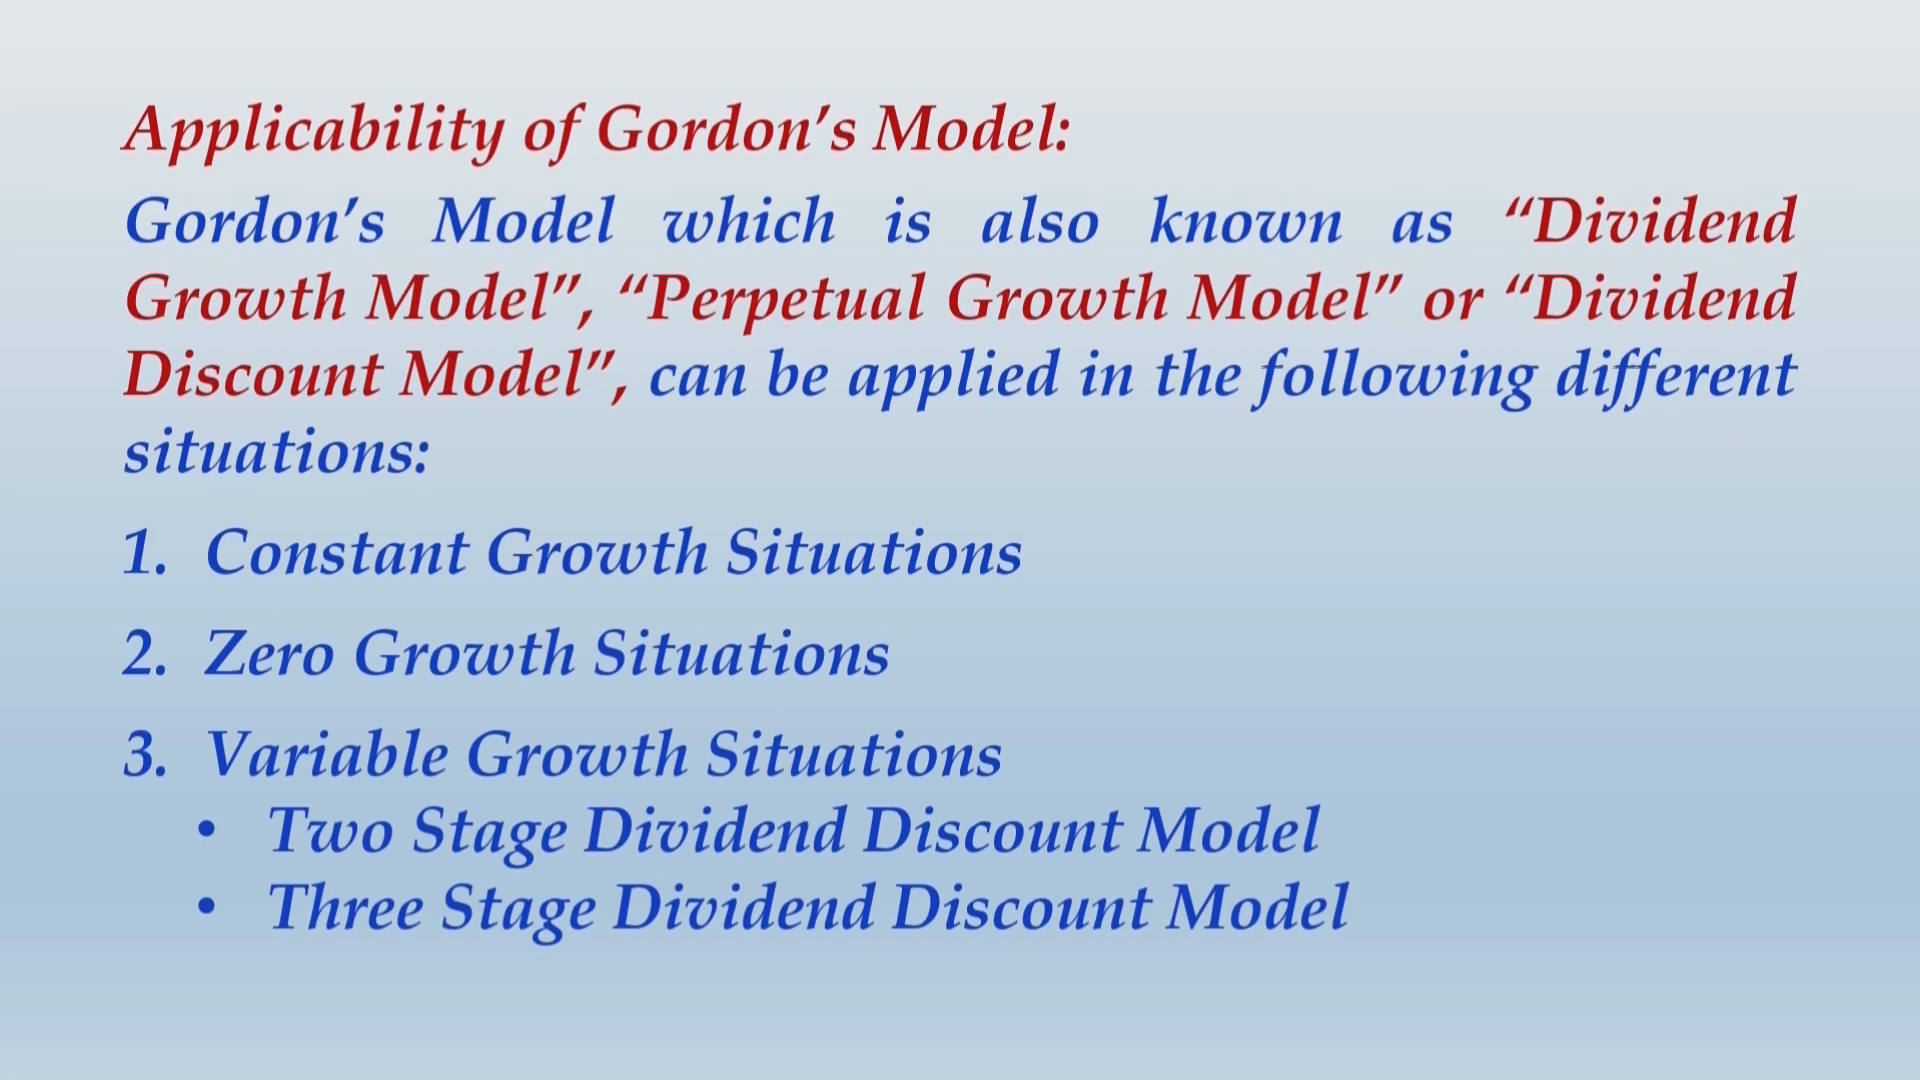 Applicability of Gordon’s Model:
Gordon’s Model which is also known as “Dividend
Growth Model”, “Perpetual Growth Model” or “Dividend
Discount Model”, can be applied in the following different
situations:
1. Constant Growth Situations
2. Zero Growth Situations
3. Variable Growth Situations
• Two Stage Dividend Discount Model
• Three Stage Dividend Discount Model